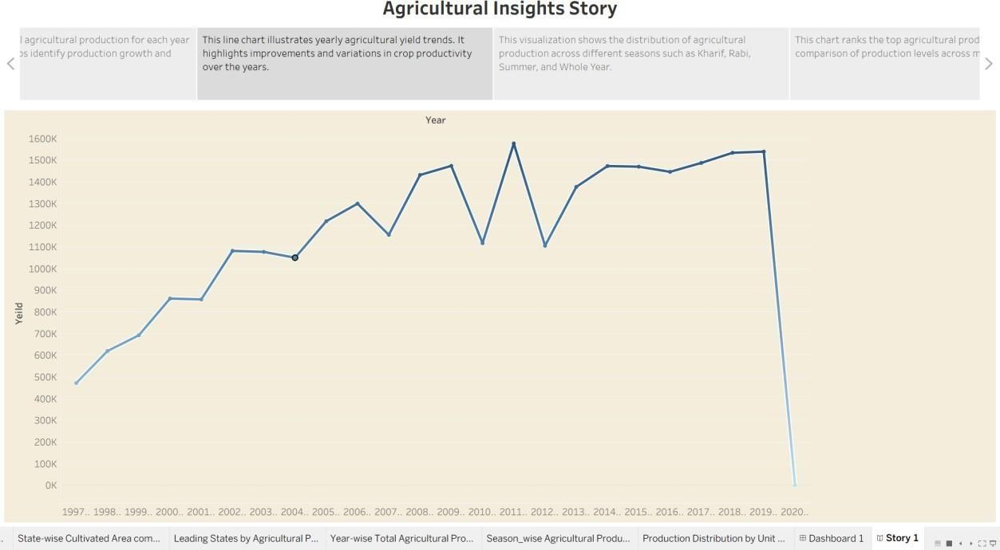 Agricultural Insights Story
l agricultural production for each year
os identify production growth and
This line chart illustrates yearly agricultural yield trends. It
highlights improvements and variations in crop productivity
over the years.
This visualization shows the distribution of agricultural
production across different seasons such as Kharif, Rabi,
Summer, and Whole Year.
This chart ranks the top agricultural prod
comparison of production levels across m
Year
1600K
1500K
1400K
1300K
1200K
1100K
1000K
900K
800K
700K
600K
500K
400K
300K
200K
100K
0K
Yeild
1997.. 1998.. 1999.. 2000.. 2001.. 2002.. 2003.. 2004.. 2005.. 2006.. 2007.. 2008.. 2009.. 2010.. 2011.. 2012.. 2013.. 2014.. 2015.. 2016.. 2017.. 2018.. 2019.. 2020..
.. State-wise Cultivated Area com... Leading States by Agricultural P... Year-wise Total Agricultural Pro... Season_wise Agricultural Produ... Production Distribution by Unit ... Dashboard 1 Story 1